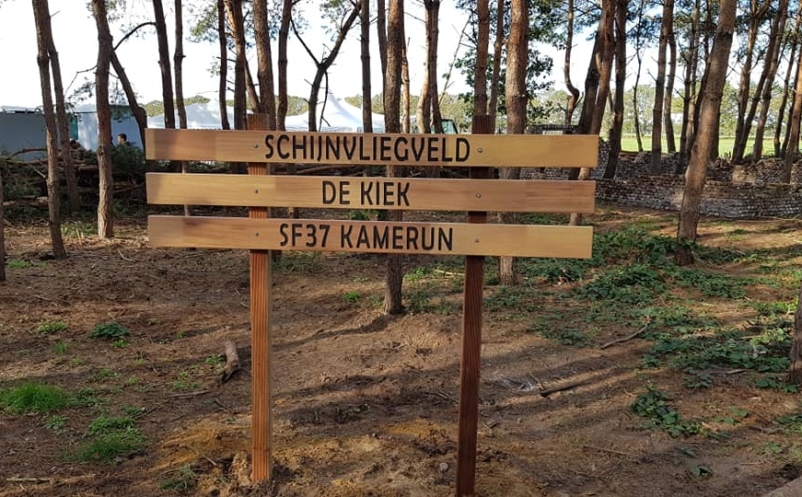 SCHIJNVLIEGVELD
DE KIEK
SF37 KAMERUN